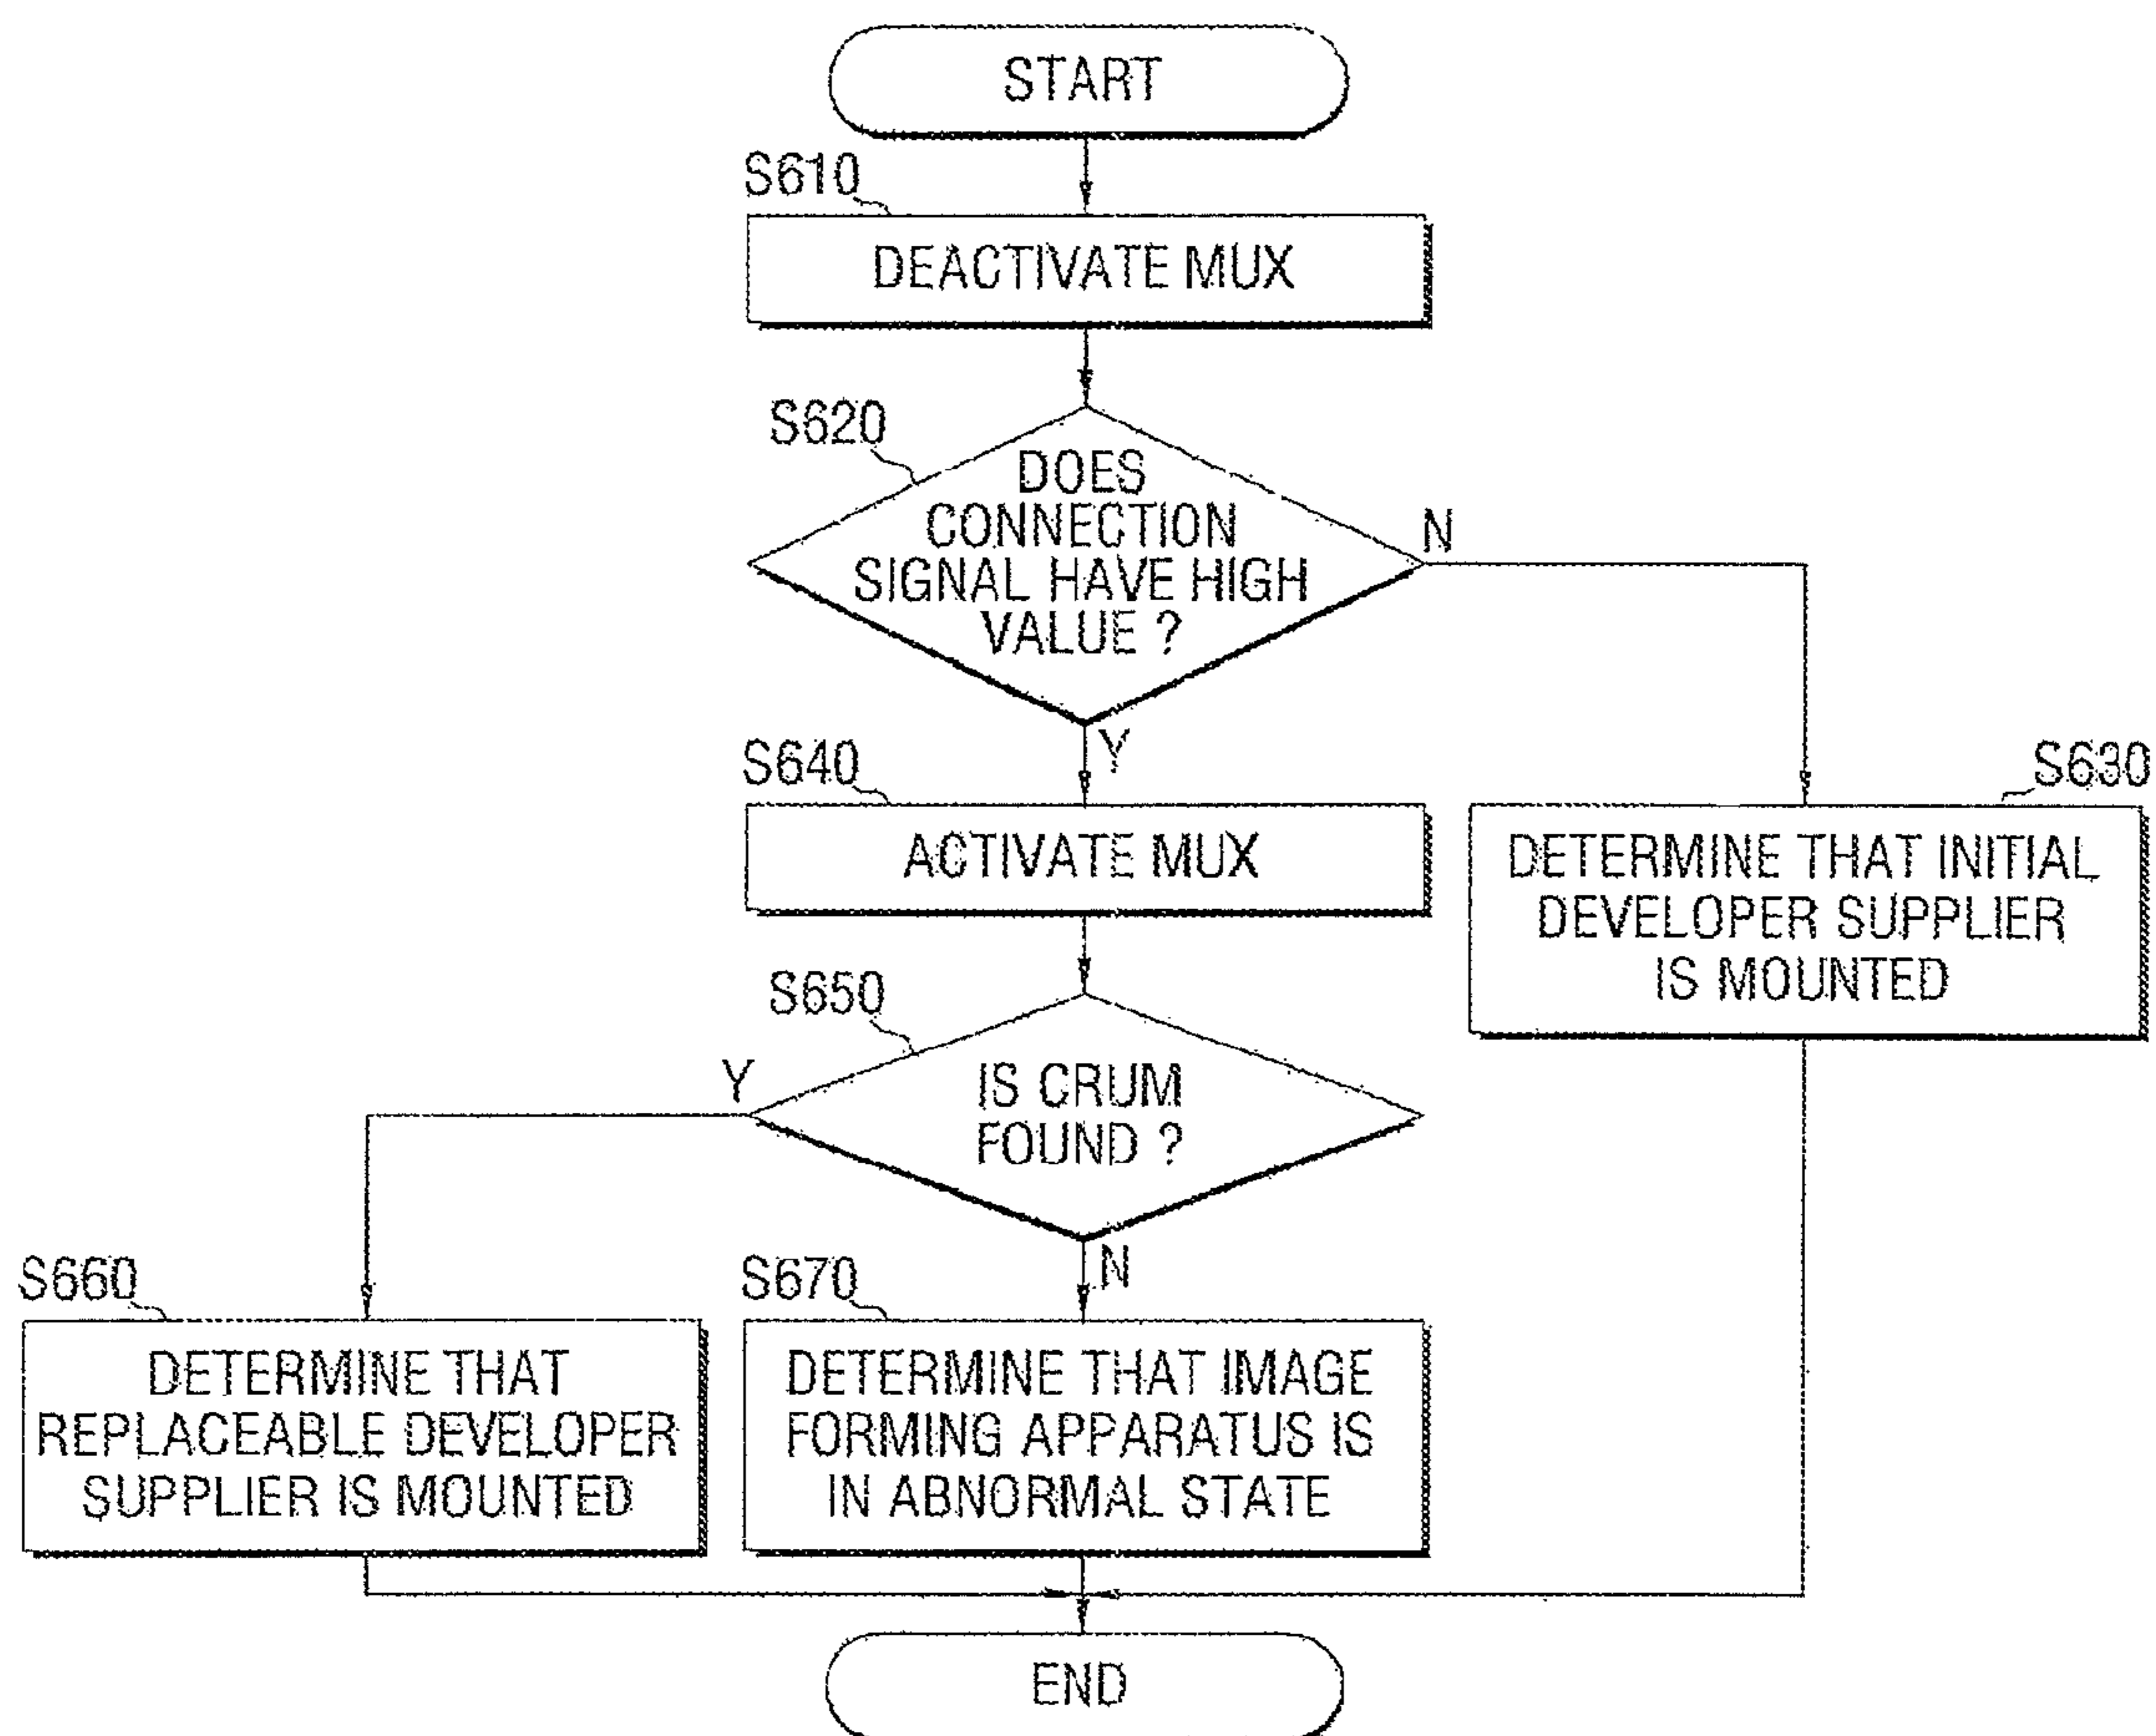 START
S610
DEACTIVATE MUX
S620
DOES
CONNECTION
SIGNAL HAVE HIGH
VALUE ?
N
Y
S640
ACTIVATE MUX
S630
DETERMINE THAT INITIAL
DEVELOPER SUPPLIER
IS MOUNTED
S650
IS CRUM
FOUND ?
Y
N
S660
DETERMINE THAT
REPLACEABLE DEVELOPER
SUPPLIER IS MOUNTED
S670
DETERMINE THAT IMAGE
FORMING APPARATUS IS
IN ABNORMAL STATE
END